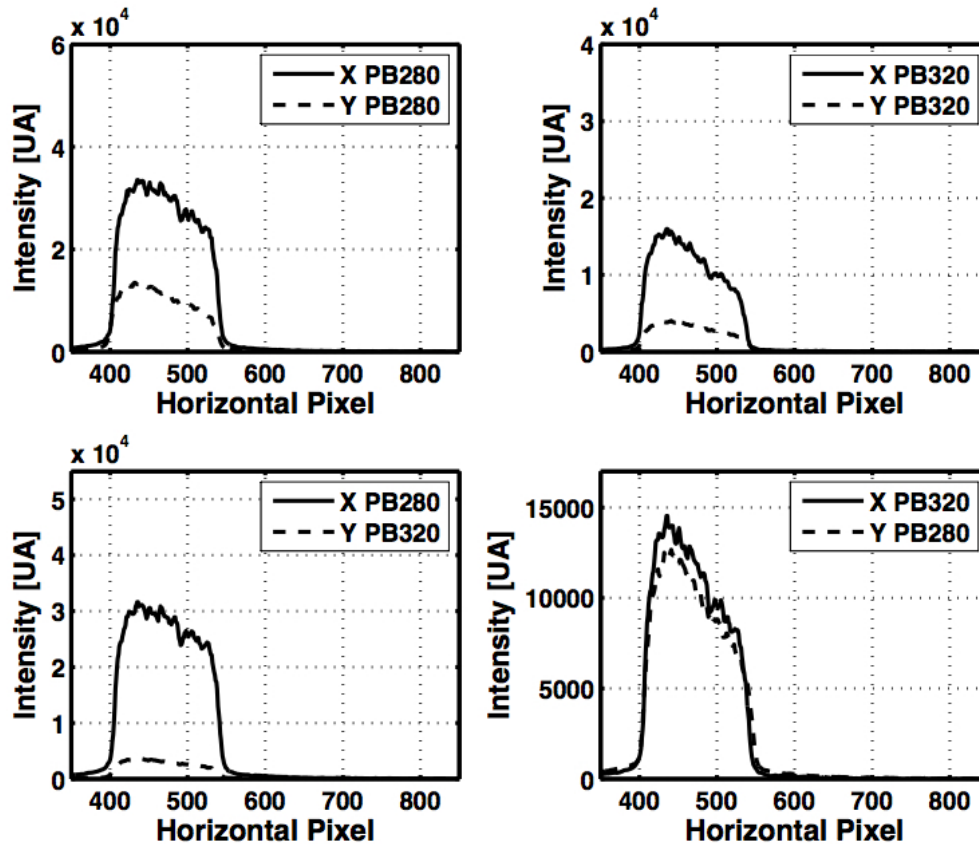 x 10^4
6
4
2
0
Intensity [UA]
X PB280
Y PB280
400 500 600 700 800
Horizontal Pixel
x 10^4
4
3
2
1
0
Intensity [UA]
X PB320
Y PB320
400 500 600 700 800
Horizontal Pixel
x 10^4
5
4
3
2
1
0
Intensity [UA]
X PB280
Y PB320
400 500 600 700 800
Horizontal Pixel
15000
10000
5000
0
Intensity [UA]
X PB320
Y PB280
400 500 600 700 800
Horizontal Pixel